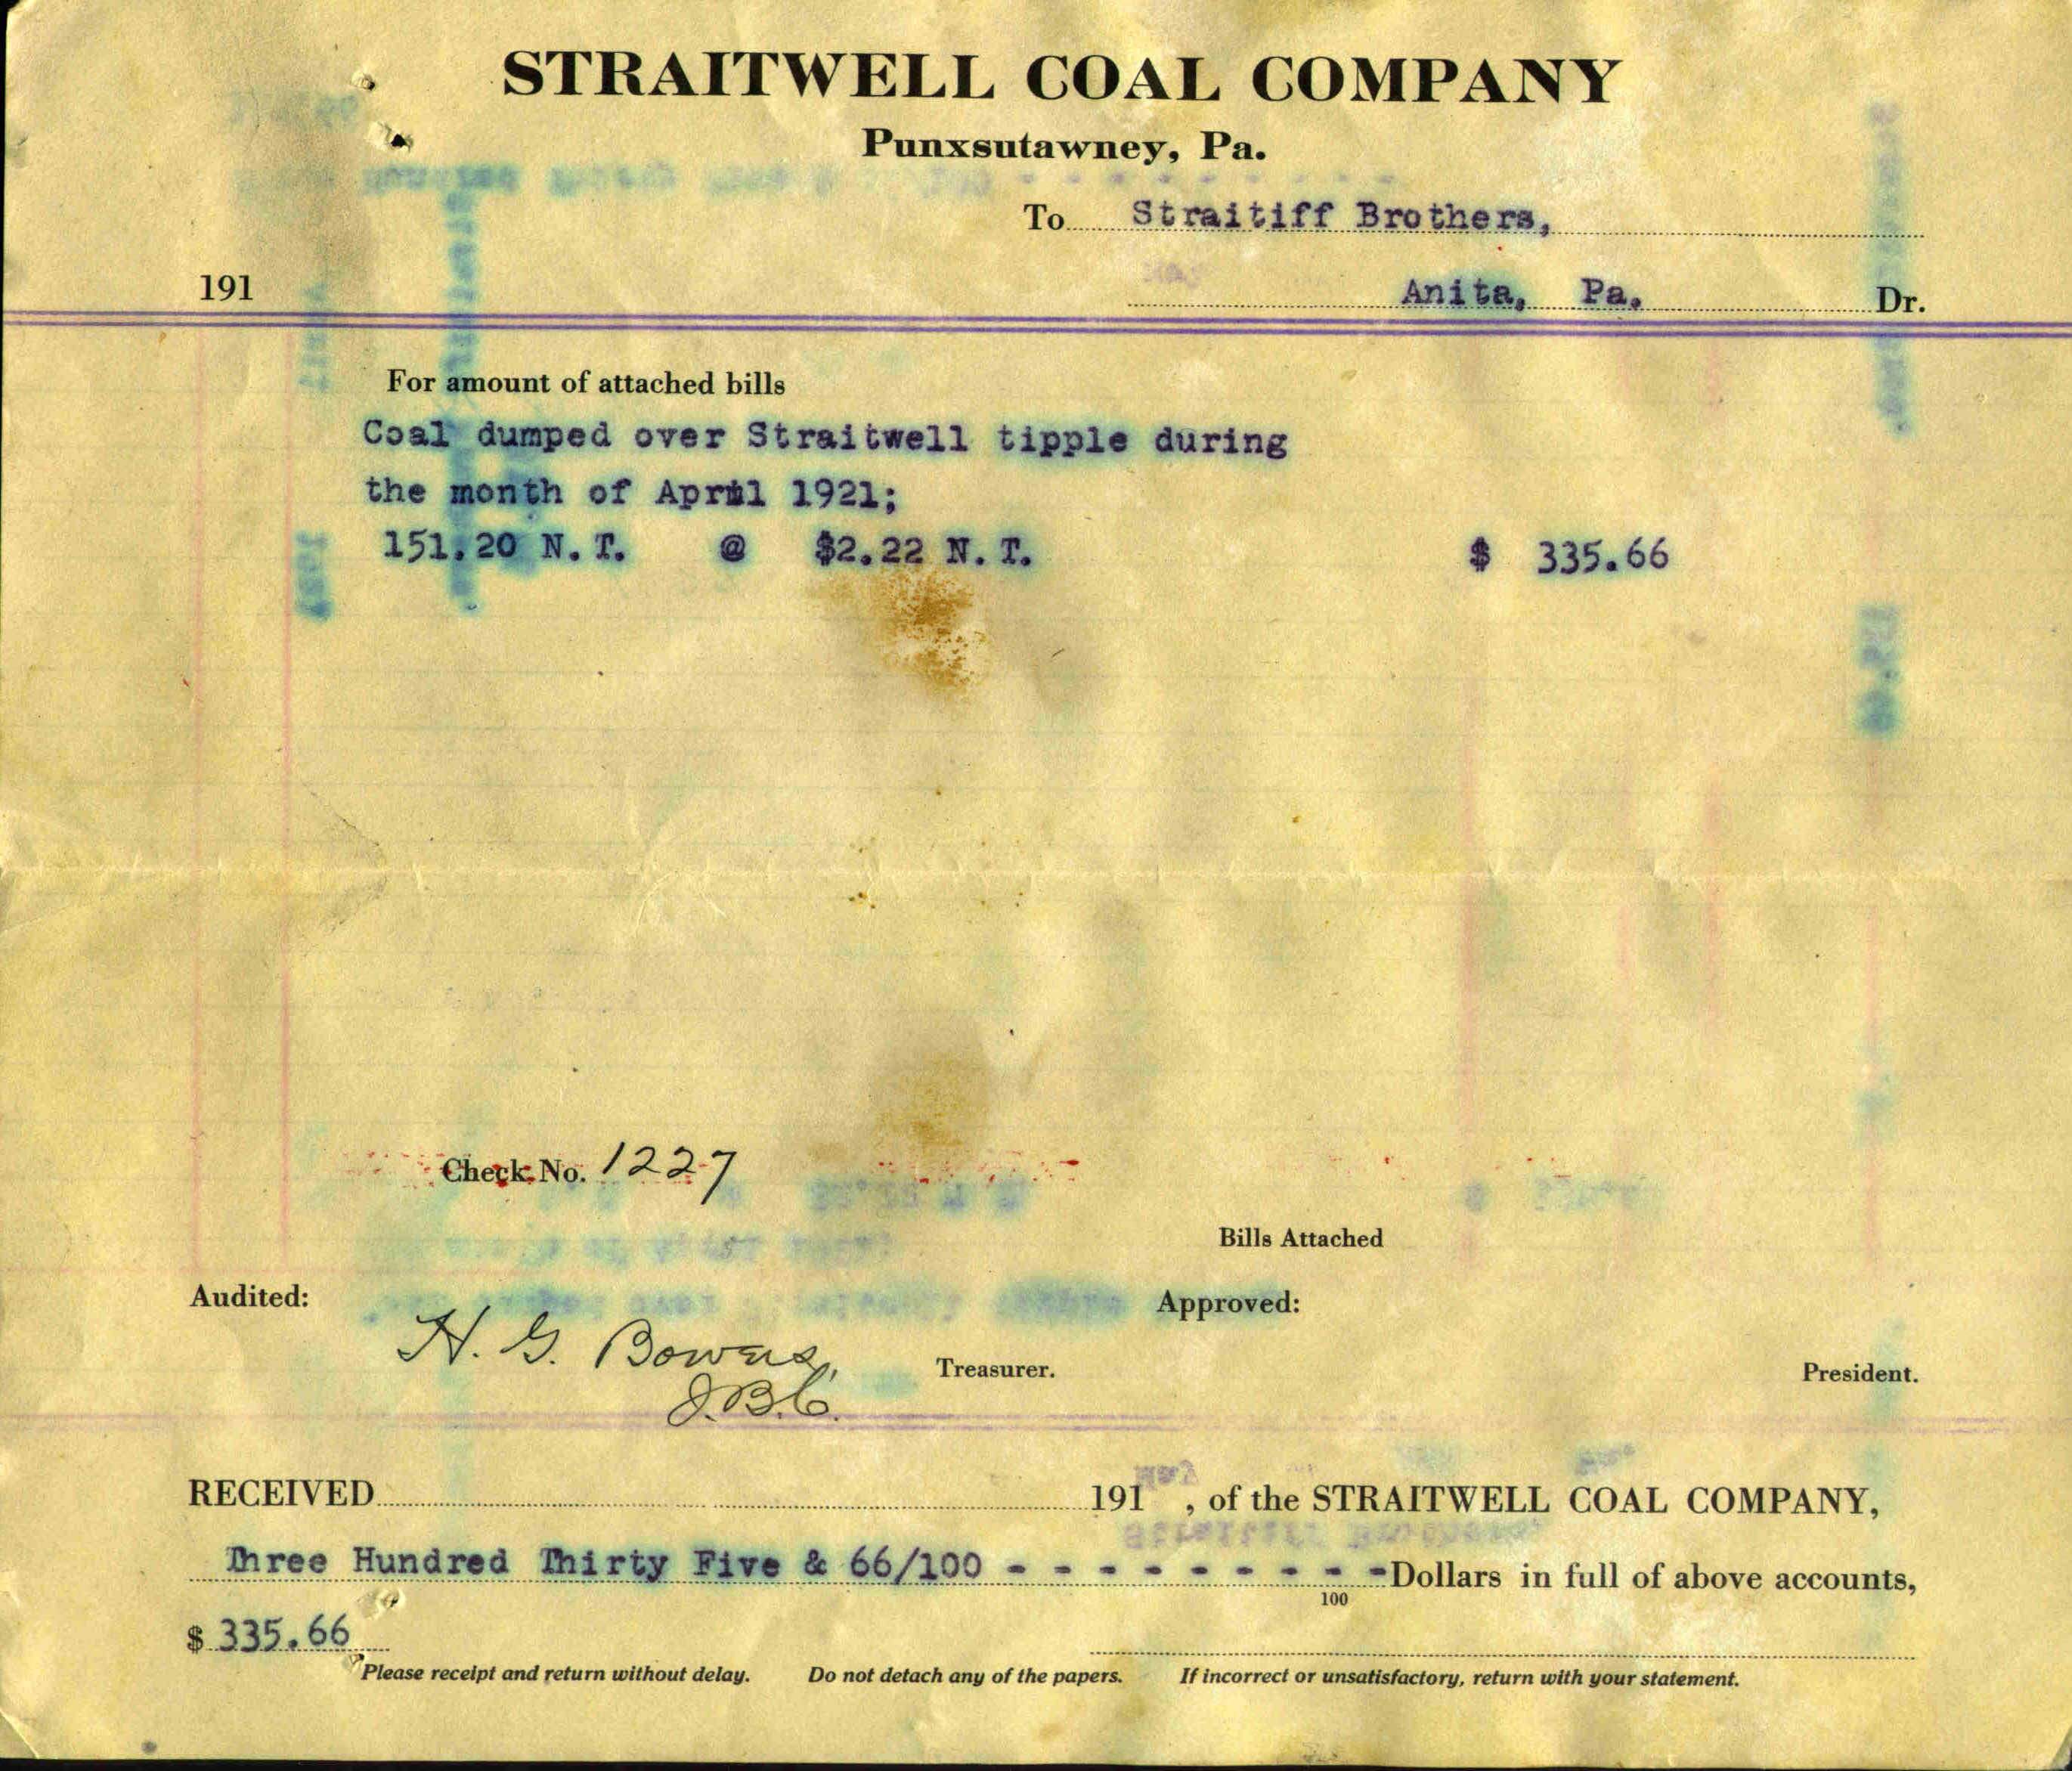 STRAITWELL COAL COMPANY
Punxsutawney, Pa.
To Straitiff Brothers,
191 Anita, Pa. Dr.
For amount of attached bills
Coal dumped over Straitwell tipple during
the month of April 1921;
151.20 N. T. @ $2.22 N. T. $ 335.66
Check No. 1227
Bills Attached
Audited: Approved:
H. G. Bowers, Treasurer. President.
J.B.C.
RECEIVED 191 , of the STRAITWELL COAL COMPANY,
Three Hundred Thirty Five & 66/100 - - - - - - - - - Dollars in full of above accounts,
100
$ 335.66
Please receipt and return without delay. Do not detach any of the papers. If incorrect or unsatisfactory, return with your statement.